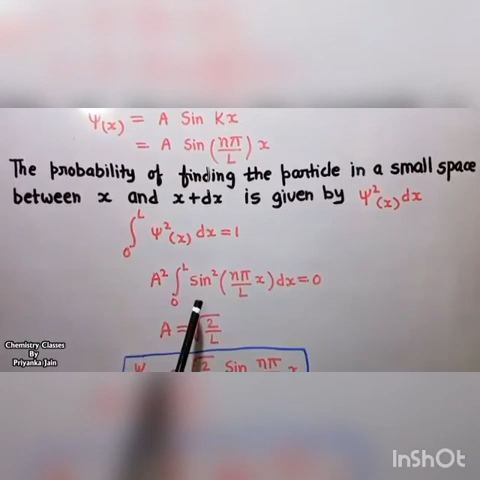 Ψ(x) = A Sin Kx
= A Sin (nπ/L) x
The probability of finding the particle in a small space
between x and x+dx is given by Ψ²(x) dx
∫₀ᴸ Ψ²(x) dx = 1
A² ∫₀ᴸ sin² (nπ/L x) dx = 0
A = √2/L
Sin nπ
Chemistry Classes
By
Priyanka Jain
InShOt